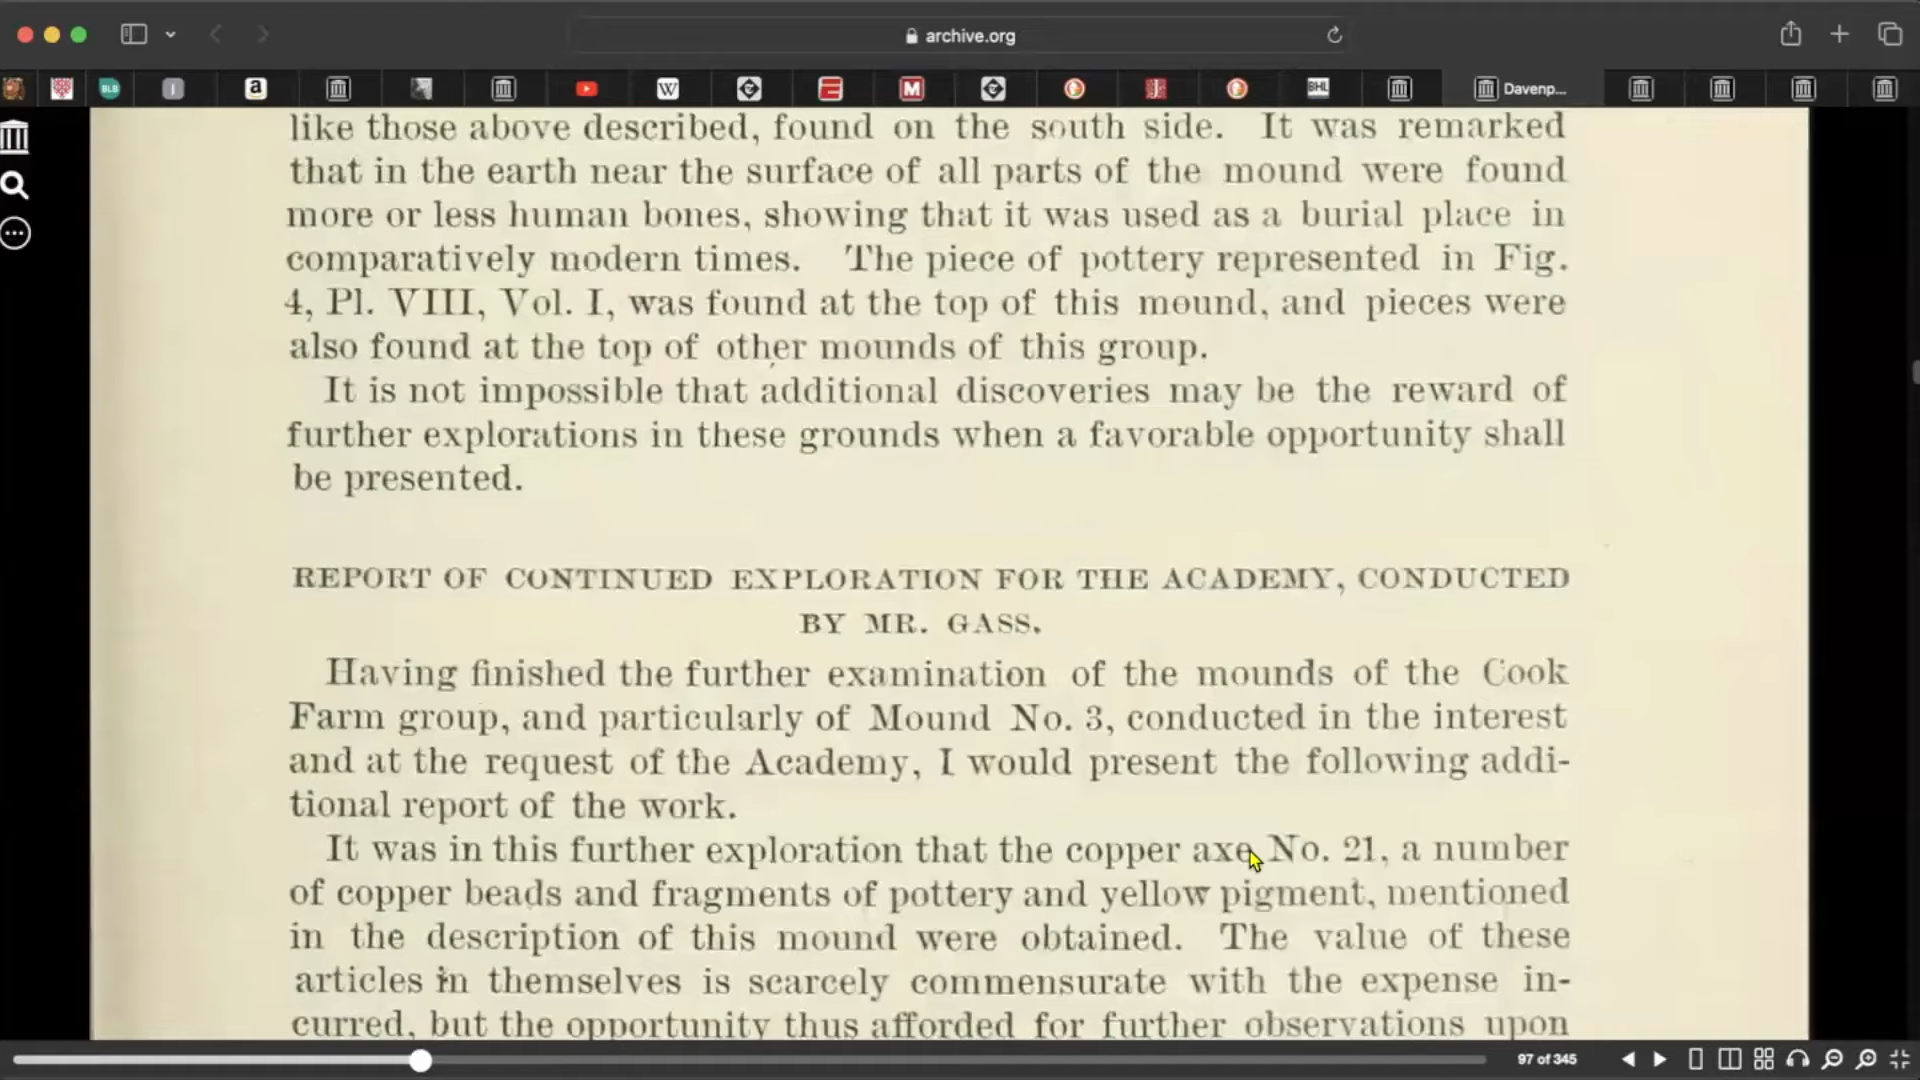 archive.org
BLB
a
W
M
BHL
Davenp...
like those above described, found on the south side. It was remarked
that in the earth near the surface of all parts of the mound were found
more or less human bones, showing that it was used as a burial place in
comparatively modern times. The piece of pottery represented in Fig.
4, Pl. VIII, Vol. I, was found at the top of this mound, and pieces were
also found at the top of other mounds of this group.
It is not impossible that additional discoveries may be the reward of
further explorations in these grounds when a favorable opportunity shall
be presented.
REPORT OF CONTINUED EXPLORATION FOR THE ACADEMY, CONDUCTED
BY MR. GASS.
Having finished the further examination of the mounds of the Cook
Farm group, and particularly of Mound No. 3, conducted in the interest
and at the request of the Academy, I would present the following addi-
tional report of the work.
It was in this further exploration that the copper axe No. 21, a number
of copper beads and fragments of pottery and yellow pigment, mentioned
in the description of this mound were obtained. The value of these
articles in themselves is scarcely commensurate with the expense in-
curred, but the opportunity thus afforded for further observations upon
97 of 345